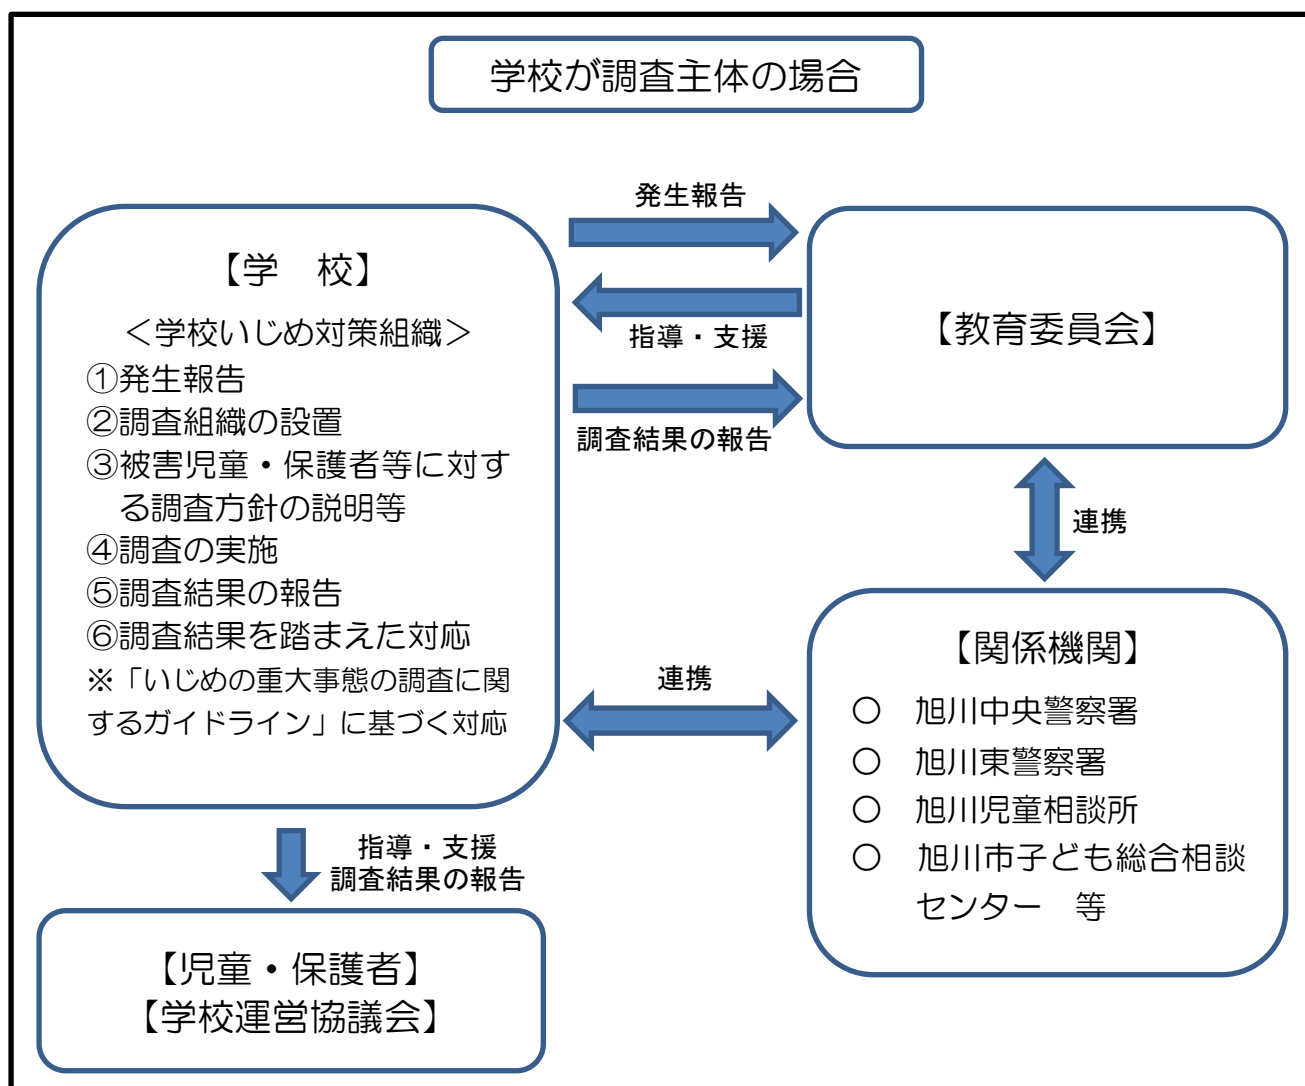 学校が調査主体の場合
発生報告
【学　校】
＜学校いじめ対策組織＞
①発生報告
②調査組織の設置
③被害児童・保護者等に対す
る調査方針の説明等
④調査の実施
⑤調査結果の報告
⑥調査結果を踏まえた対応
※「いじめの重大事態の調査に関
するガイドライン」に基づく対応
指導・支援
調査結果の報告
【教育委員会】
連携
連携
【関係機関】
○　旭川中央警察署
○　旭川東警察署
○　旭川児童相談所
○　旭川市子ども総合相談
センター　等
指導・支援
調査結果の報告
【児童・保護者】
【学校運営協議会】